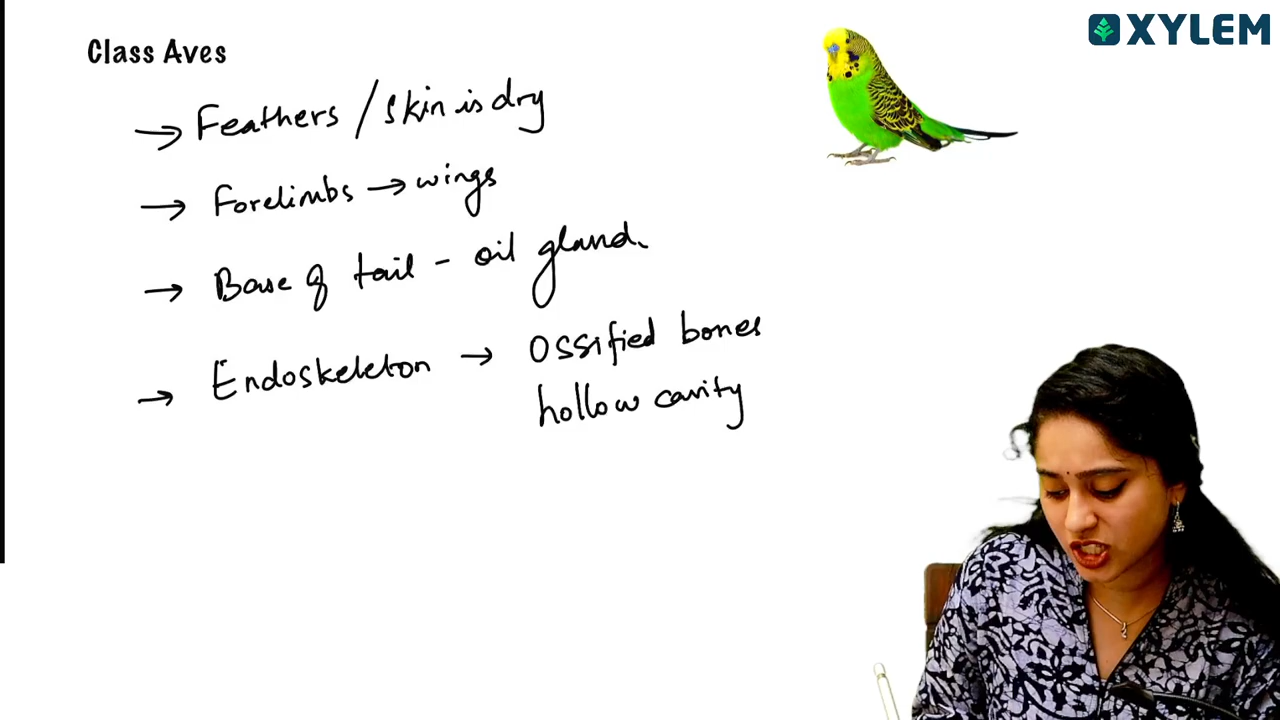 XYLEM
Class Aves
→ Feathers / skin is dry
→ Forelimbs → wings
→ Base of tail - oil gland.
→ Endoskeleton → Ossified bones
hollow cavity